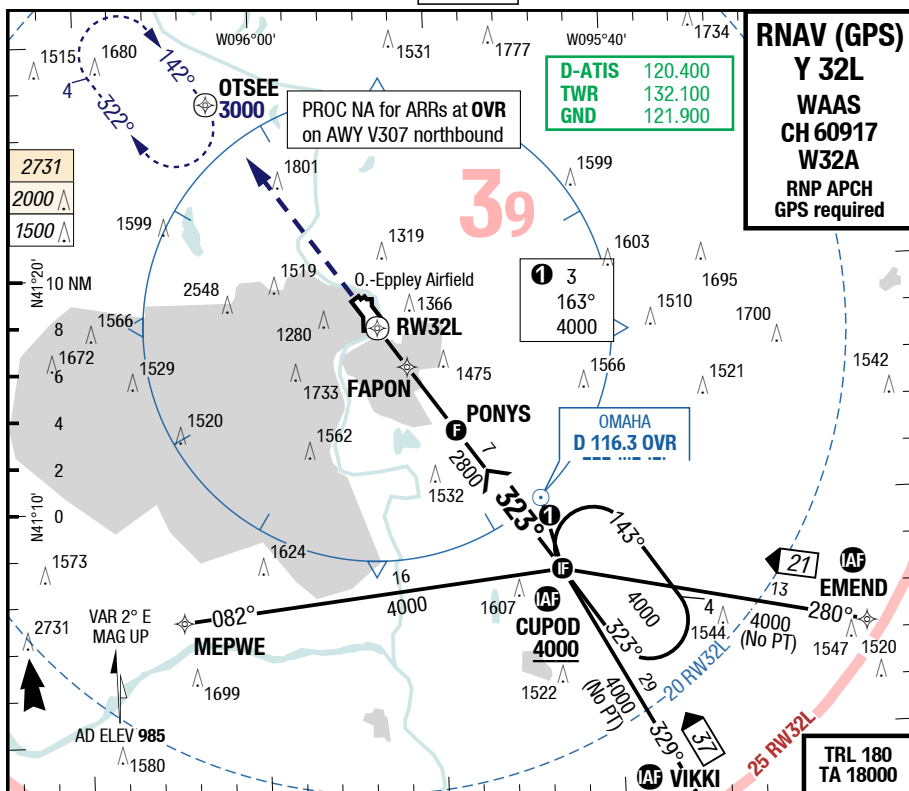 RNAV (GPS)
Y 32L
WAAS
CH 60917
W32A
RNP APCH
GPS required
D-ATIS 120.400
TWR 132.100
GND 121.900
PROC NA for ARRs at OVR
on AWY V307 northbound
W096°00'
W095°40'
1515
1680
1531
1777
1734
142°
322°
4
OTSEE
3000
2731
2000
1500
1801
1599
39
1599
1319
1603
1695
N41°20'
10 NM
8
6
4
2
0
N41°10'
2548
1519
O.-Eppley Airfield
1366
1 3
163°
4000
1510
1700
1566
1280
RW32L
1672
1529
1733
FAPON
1475
1566
1521
1542
1520
1562
PONYS
F
7
2800
OMAHA
D 116.3 OVR
1532
323°
1
143°
1573
1624
16
4000
IF
IAF
CUPOD
4000
1607
4000
323°
4
1544
21
IAF
EMEND
13
280°
4000
(No PT)
1547
1520
VAR 2° E
MAG UP
2731
082°
MEPWE
1699
1522
29
4000
(No PT)
20 RW32L
AD ELEV 985
1580
37
329°
IAF VIKKI
25 RW32L
TRL 180
TA 18000